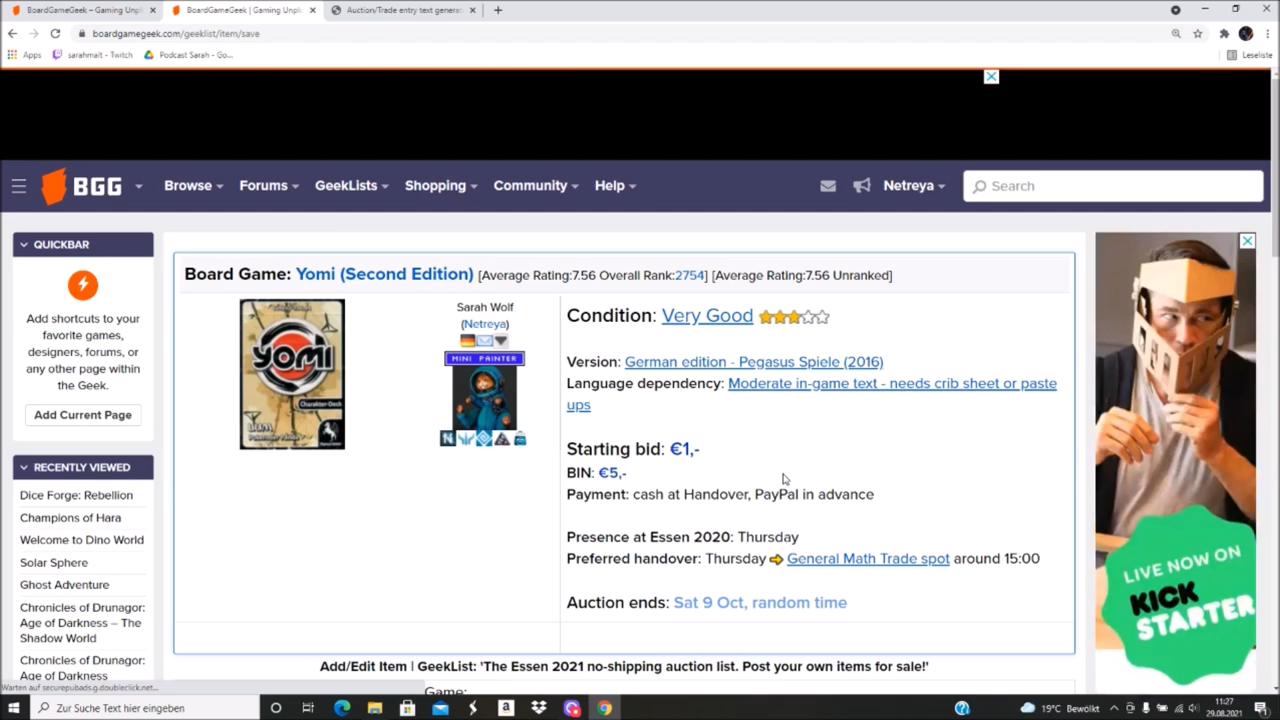 BoardGameGeek – Gaming Unpl
BoardGameGeek | Gaming Unpl
Auction/Trade entry text generat
boardgamegeek.com/geeklist/item/save
Apps
sarahmalt - Twitch
Podcast Sarah - Go...
Leseliste
BGG
Browse
Forums
GeekLists
Shopping
Community
Help
Netreya
Search
QUICKBAR
Add shortcuts to your
favorite games,
designers, forums, or
any other page within
the Geek.
Add Current Page
RECENTLY VIEWED
Dice Forge: Rebellion
Champions of Hara
Welcome to Dino World
Solar Sphere
Ghost Adventure
Chronicles of Drunagor:
Age of Darkness – The
Shadow World
Chronicles of Drunagor:
Age of Darkness
Board Game: Yomi (Second Edition) [Average Rating:7.56 Overall Rank:2754] [Average Rating:7.56 Unranked]
YOMI
Charakter-Deck
Sarah Wolf
(Netreya)
MINI PAINTER
Condition: Very Good
Version: German edition - Pegasus Spiele (2016)
Language dependency: Moderate in-game text - needs crib sheet or paste
ups
Starting bid: €1,-
BIN: €5,-
Payment: cash at Handover, PayPal in advance
Presence at Essen 2020: Thursday
Preferred handover: Thursday General Math Trade spot around 15:00
Auction ends: Sat 9 Oct, random time
Add/Edit Item | GeekList: 'The Essen 2021 no-shipping auction list. Post your own items for sale!'
Game:
LIVE NOW ON
KICK
STARTER
Warten auf securepubads.g.doubleclick.net...
Zur Suche Text hier eingeben
19°C Bewölkt
11:27
29.08.2021